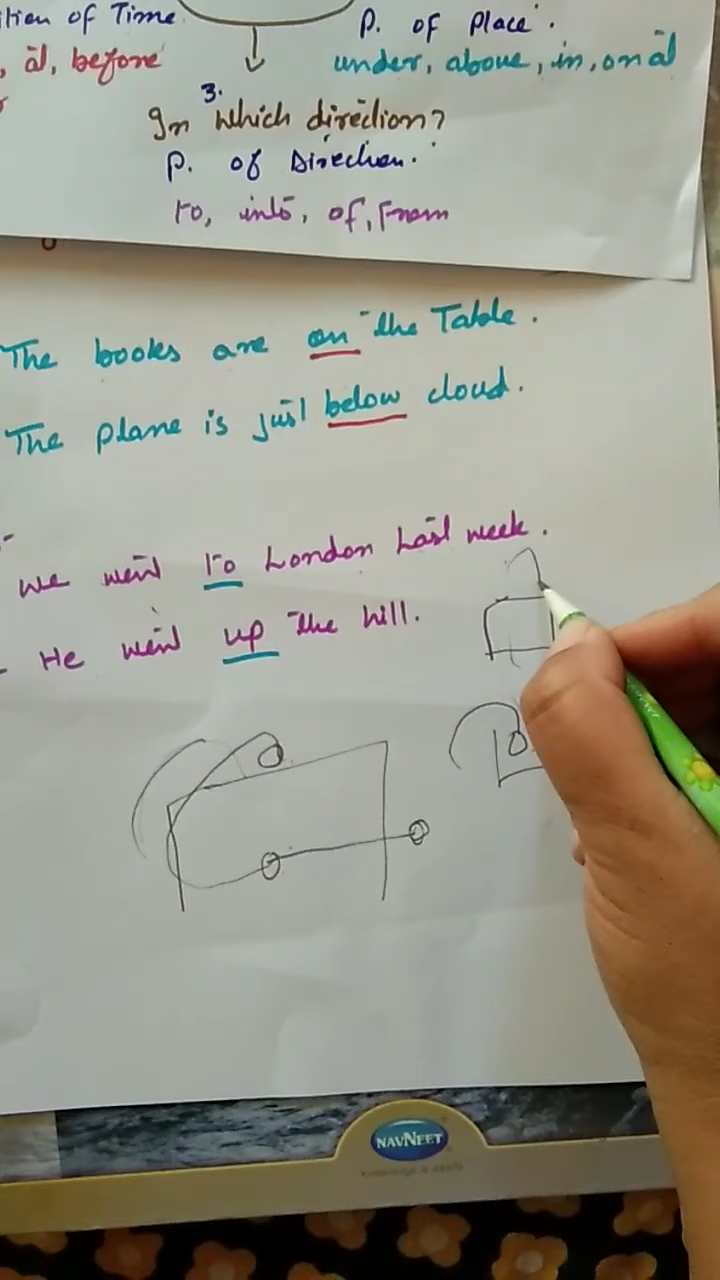 ition of Time
P. of Place.
, at, before
under, above, in, on at
3.
In which direction?
P. of Direction.
to, into, of, From
The books are on the Table.
The plane is just below cloud.
We went to London Last week.
He went up the hill.
NAVNEET